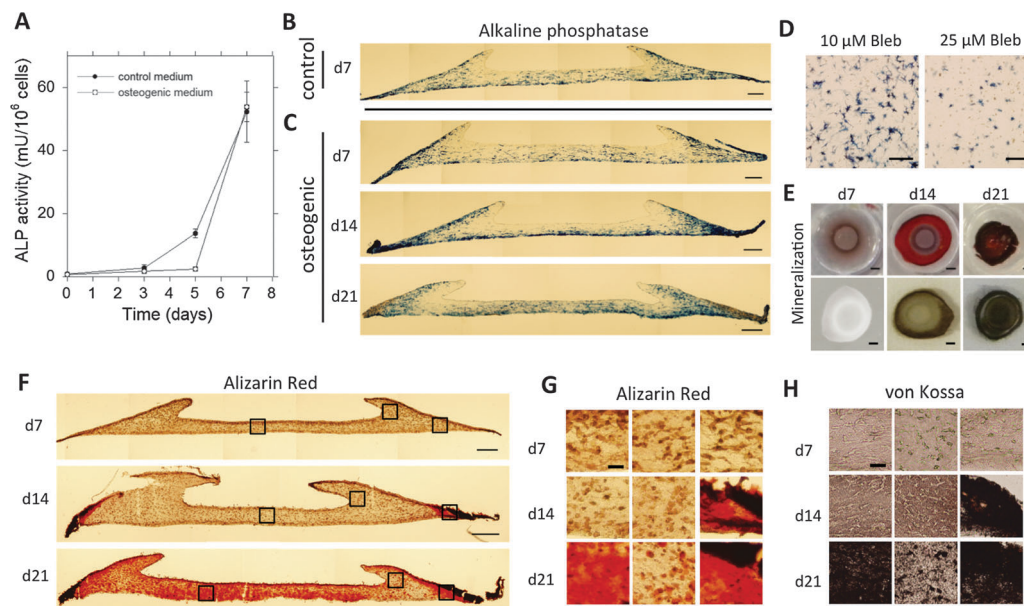 A
ALP activity (mU/10⁶ cells)
60
40
20
0
control medium
osteogenic medium
0 1 2 3 4 5 6 7 8
Time (days)
B
Alkaline phosphatase
control
d7
C
osteogenic
d7
d14
d21
D
10 µM Bleb 25 µM Bleb
E
d7 d14 d21
Mineralization
F
Alizarin Red
d7
d14
d21
G
Alizarin Red
d7
d14
d21
H
von Kossa
d7
d14
d21